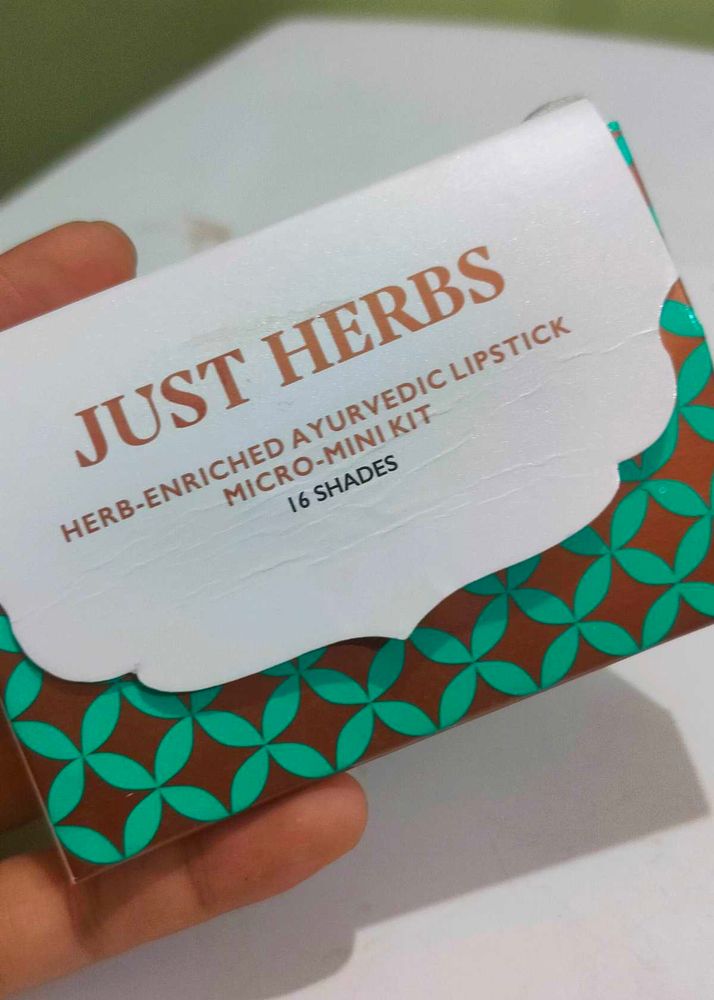 JUST HERBS
HERB-ENRICHED AYURVEDIC LIPSTICK
MICRO-MINI KIT
16 SHADES